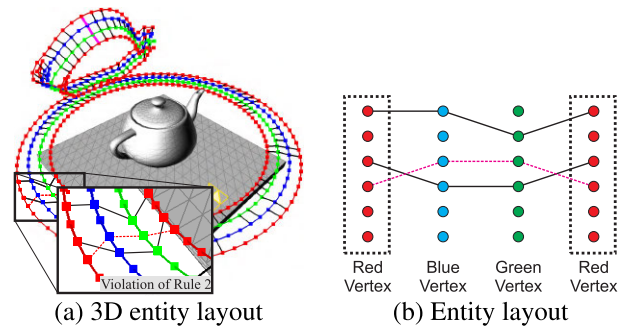 Violation of Rule 2
Red Vertex
Blue Vertex
Green Vertex
Red Vertex
(a) 3D entity layout
(b) Entity layout